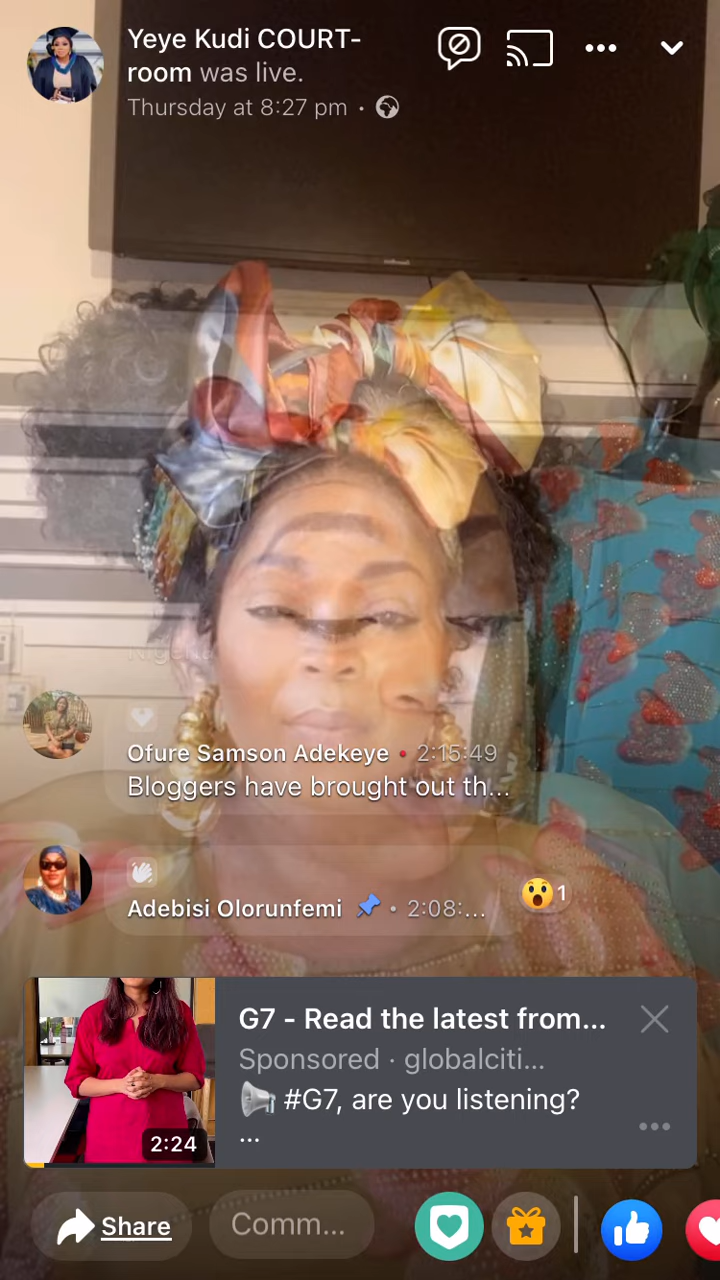 Yeye Kudi COURT-
room was live.
Thursday at 8:27 pm ·
Ofure Samson Adekeye • 2:15:49
Bloggers have brought out th...
Adebisi Olorunfemi • 2:08:...
1
G7 - Read the latest from...
Sponsored · globalciti...
#G7, are you listening?
...
2:24
Share
Comm...